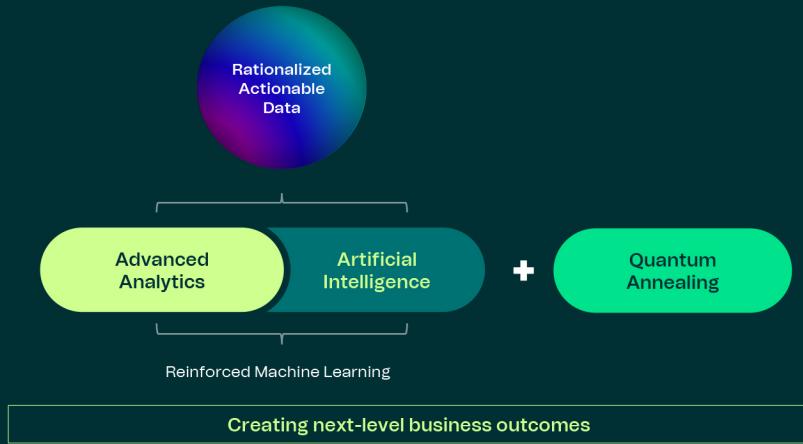 Rationalized
Actionable
Data
Advanced
Analytics
Artificial
Intelligence
+
Quantum
Annealing
Reinforced Machine Learning
Creating next-level business outcomes